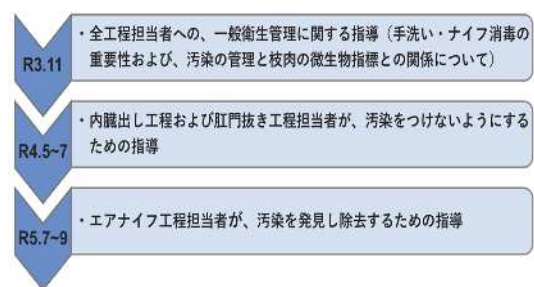 R3.11
・全工程担当者への、一般衛生管理に関する指導（手洗い・ナイフ消毒の
重要性および、汚染の管理と枝肉の微生物指標との関係について）
R4.5~7
・内臓出し工程および肛門抜き工程担当者が、汚染をつけないようにする
ための指導
R5.7~9
・エアナイフ工程担当者が、汚染を発見し除去するための指導